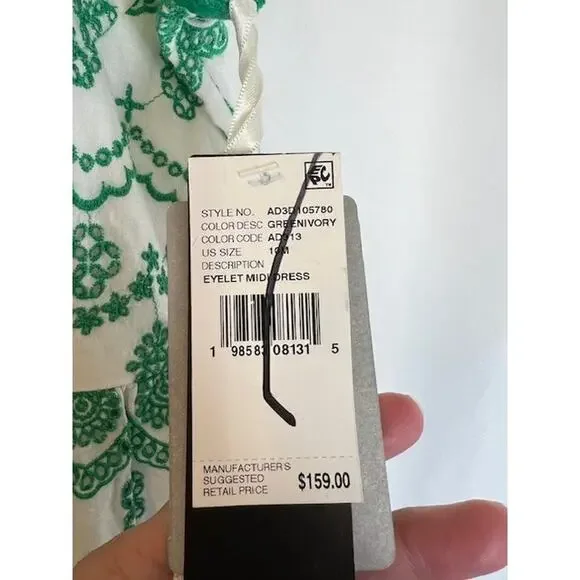 STYLE NO. AD3D105780
COLOR DESC GREENIVORY
COLOR CODE AD313
US SIZE 10M
DESCRIPTION
EYELET MIDI DRESS
1 98583 08131 5
MANUFACTURER'S
SUGGESTED
RETAIL PRICE $159.00